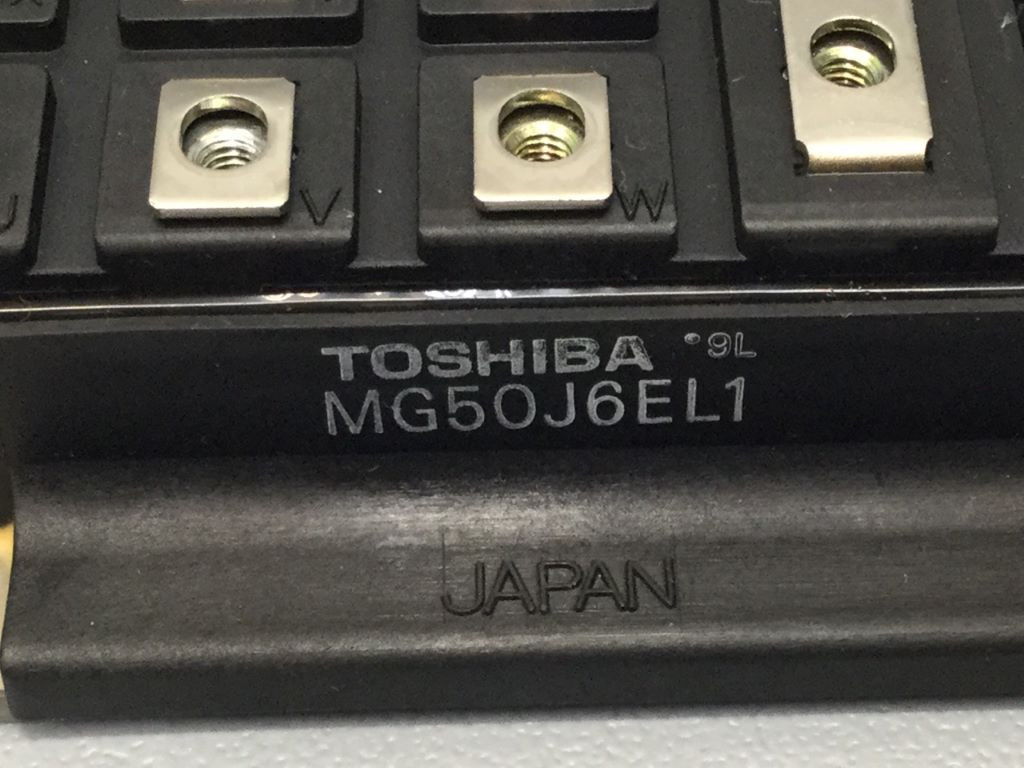 U V W
TOSHIBA •9L
MG50J6EL1
JAPAN